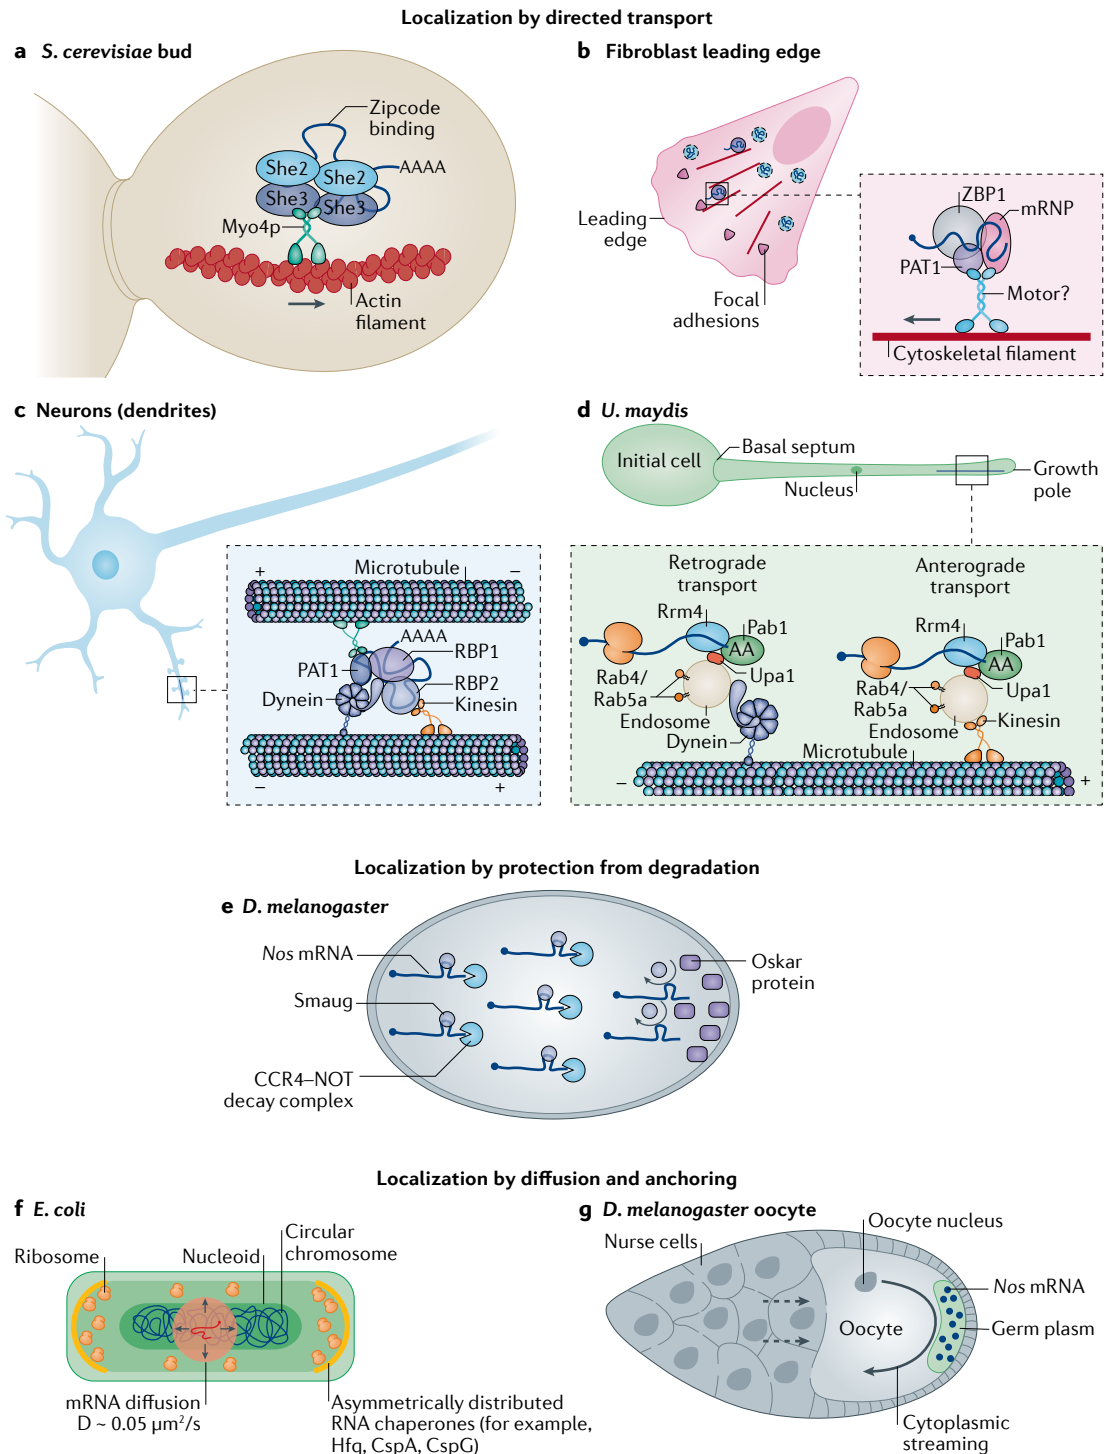 Localization by directed transport
a S. cerevisiae bud
Zipcode
binding
She2
She2
AAAA
She3
She3
Myo4p
Actin
filament
b Fibroblast leading edge
Leading
edge
Focal
adhesions
ZBP1
mRNP
PAT1
Motor?
Cytoskeletal filament
c Neurons (dendrites)
+
Microtubule
–
AAAA
RBP1
PAT1
RBP2
Dynein
Kinesin
–
+
d U. maydis
Initial cell
Basal septum
Nucleus
Growth
pole
Retrograde
transport
Anterograde
transport
Rrm4
Pab1
AA
Rab4/
Rab5a
Upa1
Endosome
Dynein
Rrm4
Pab1
AA
Rab4/
Rab5a
Upa1
Endosome
Kinesin
Microtubule
–
+
Localization by protection from degradation
e D. melanogaster
Nos mRNA
Smaug
CCR4–NOT
decay complex
Oskar
protein
Localization by diffusion and anchoring
f E. coli
Ribosome
Nucleoid
Circular
chromosome
mRNA diffusion
D ~ 0.05 µm²/s
Asymmetrically distributed
RNA chaperones (for example,
Hfq, CspA, CspG)
g D. melanogaster oocyte
Nurse cells
Oocyte nucleus
Nos mRNA
Oocyte
Germ plasm
Cytoplasmic
streaming